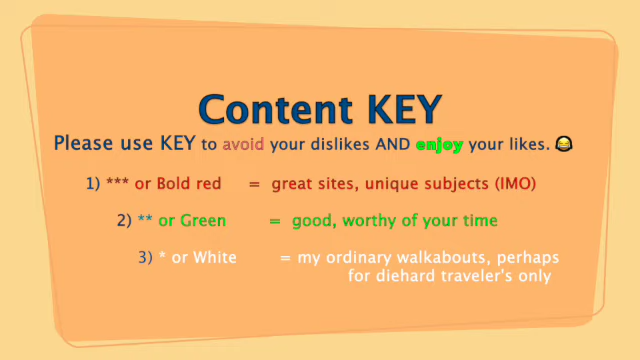 Content KEY
Please use KEY to avoid your dislikes AND enjoy your likes. 😂
1) *** or Bold red = great sites, unique subjects (IMO)
2) ** or Green = good, worthy of your time
3) * or White = my ordinary walkabouts, perhaps
for diehard traveler's only